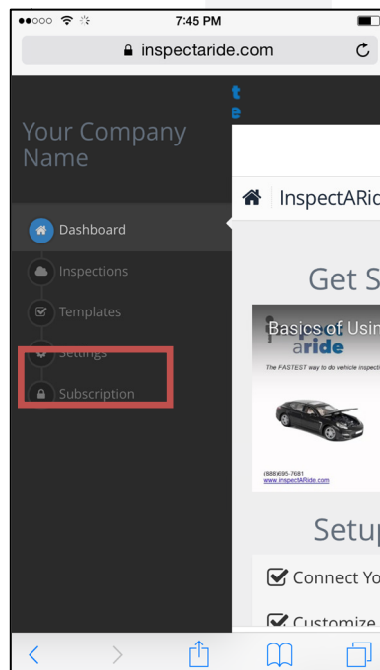 7:45 PM
inspectaride.com
Your Company
Name
Dashboard
Inspections
Templates
Settings
Subscription
InspectARid
Get S
Basics of Usin
aride
The FASTEST way to do vehicle inspecti
(888)695-7681
www.inspectARide.com
Setup
Connect Yo
Customize